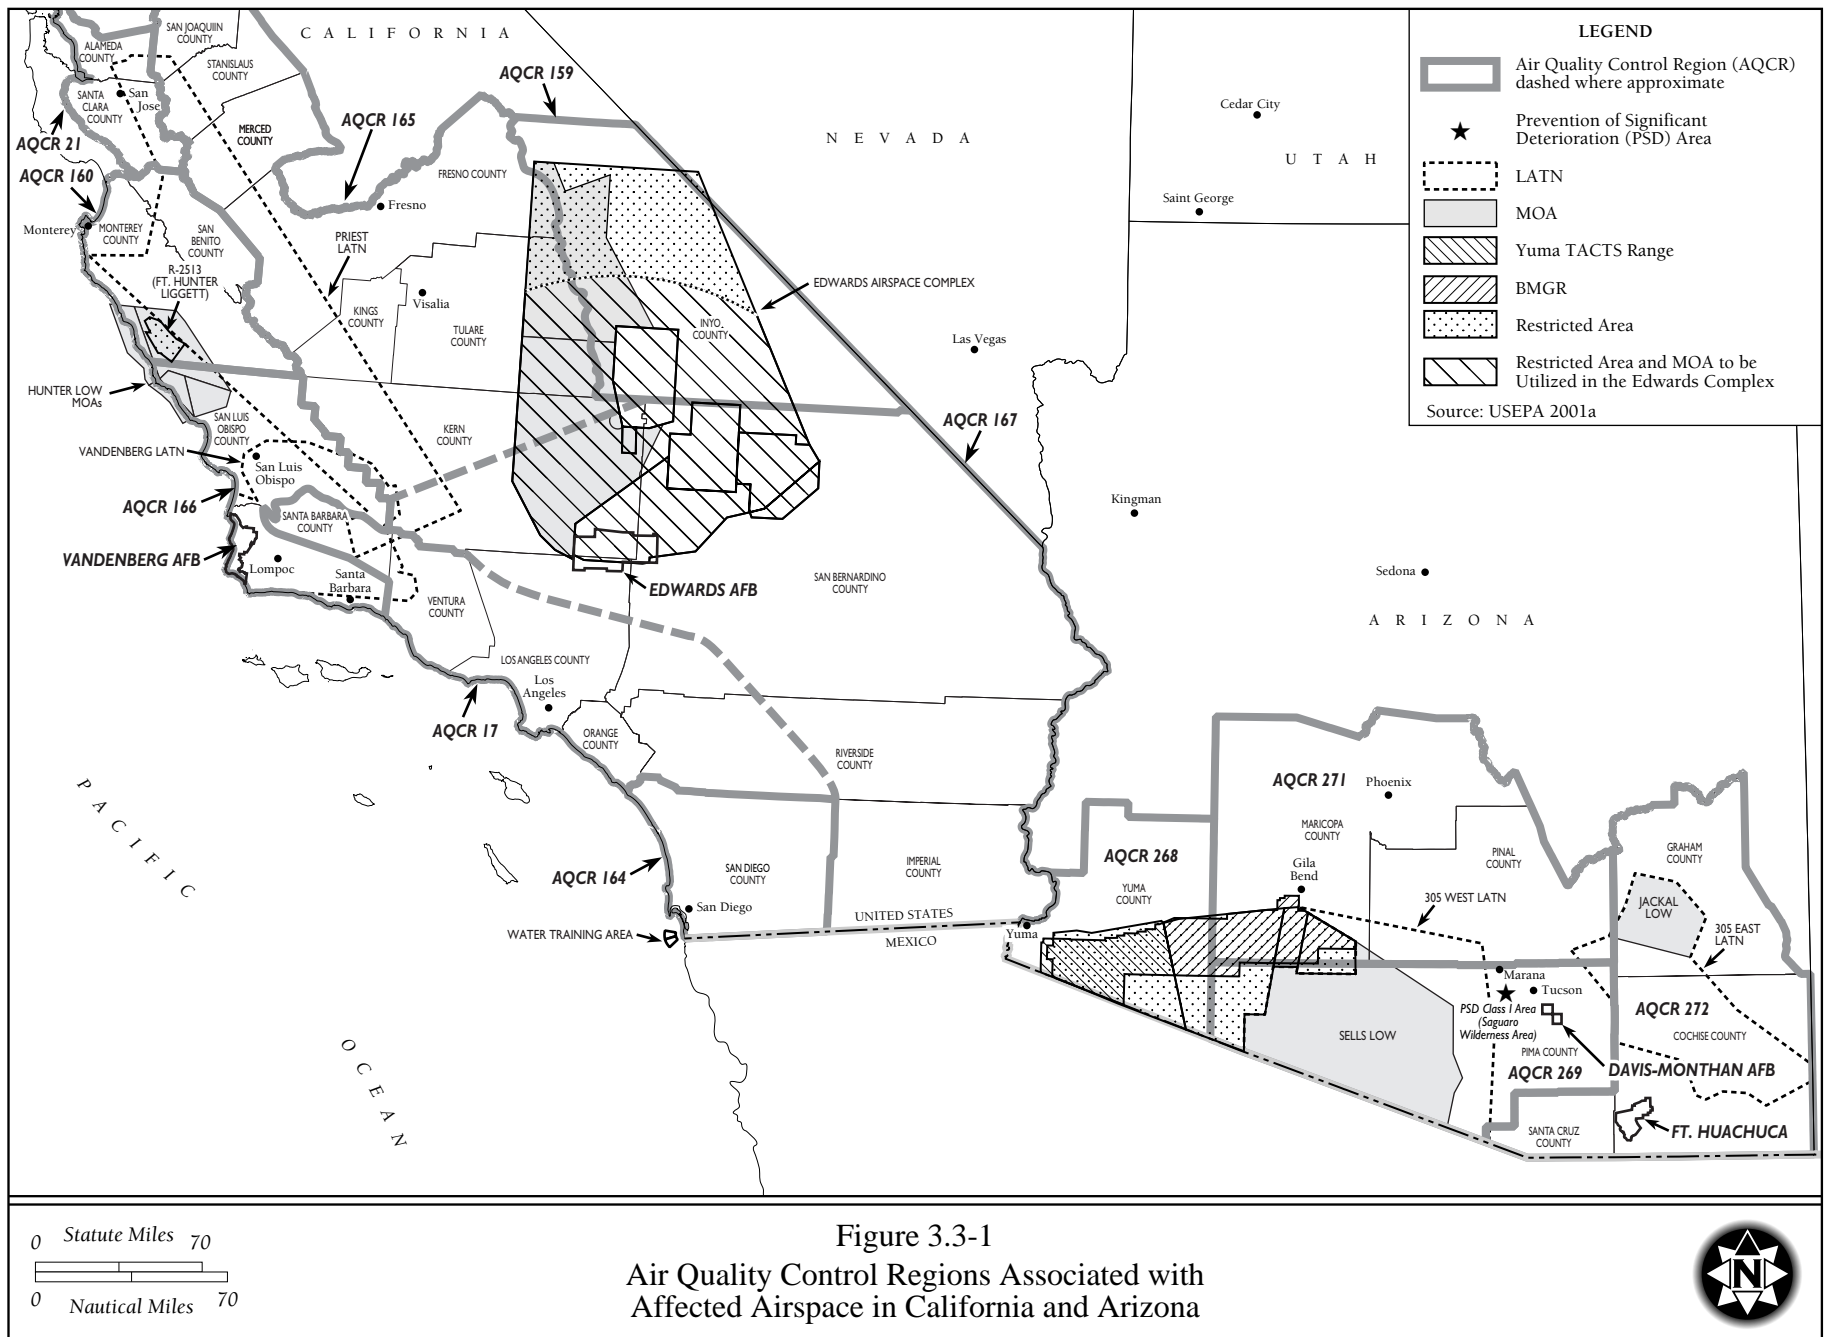 CALIFORNIA
NEVADA
UTAH
ARIZONA
PACIFIC
OCEAN
UNITED STATES
MEXICO
ALAMEDA
COUNTY
SAN JOAQUIIN
COUNTY
STANISLAUS
COUNTY
SANTA
CLARA
COUNTY
San
Jose
MERCED
COUNTY
AQCR 21
AQCR 160
AQCR 165
AQCR 159
FRESNO COUNTY
Fresno
Monterey
MONTEREY
COUNTY
SAN
BENITO
COUNTY
PRIEST
LATN
R-2513
(FT. HUNTER
LIGGETT)
KINGS
COUNTY
Visalia
TULARE
COUNTY
INYO
COUNTY
EDWARDS AIRSPACE COMPLEX
HUNTER LOW
MOAs
SAN LUIS
OBISPO
COUNTY
KERN
COUNTY
VANDENBERG LATN
San Luis
Obispo
AQCR 166
SANTA BARBARA
COUNTY
VANDENBERG AFB
Lompoc
Santa
Barbara
VENTURA
COUNTY
EDWARDS AFB
SAN BERNARDINO
COUNTY
LOS ANGELES COUNTY
Los
Angeles
AQCR 17
ORANGE
COUNTY
RIVERSIDE
COUNTY
AQCR 164
SAN DIEGO
COUNTY
IMPERIAL
COUNTY
San Diego
WATER TRAINING AREA
AQCR 167
Cedar City
Saint George
Las Vegas
Kingman
Sedona
AQCR 271
Phoenix
MARICOPA
COUNTY
AQCR 268
YUMA
COUNTY
Yuma
Gila
Bend
PINAL
COUNTY
305 WEST LATN
GRAHAM
COUNTY
JACKAL
LOW
305 EAST
LATN
Marana
Tucson
PSD Class I Area
(Saguaro
Wilderness Area)
SELLS LOW
PIMA COUNTY
AQCR 269
AQCR 272
COCHISE COUNTY
DAVIS-MONTHAN AFB
SANTA CRUZ
COUNTY
FT. HUACHUCA
LEGEND
Air Quality Control Region (AQCR)
dashed where approximate
Prevention of Significant
Deterioration (PSD) Area
LATN
MOA
Yuma TACTS Range
BMGR
Restricted Area
Restricted Area and MOA to be
Utilized in the Edwards Complex
Source: USEPA 2001a
0 Statute Miles 70
0 Nautical Miles 70
Figure 3.3-1
Air Quality Control Regions Associated with
Affected Airspace in California and Arizona
N